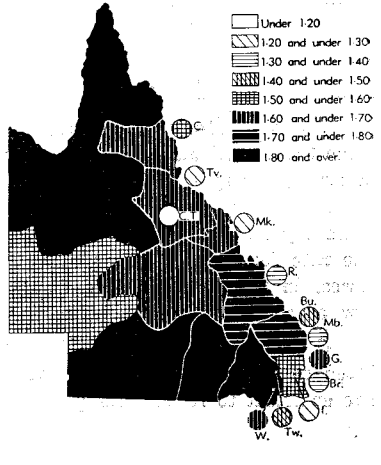 Under 1·20
1·20 and under 1·30
1·30 and under 1·40
1·40 and under 1·50
1·50 and under 1·60
1·60 and under 1·70
1·70 and under 1·80
1·80 and over
C.
Tv.
C.T.
Mk.
R.
Bu.
Mb.
G.
Br.
I.
W.
Tw.